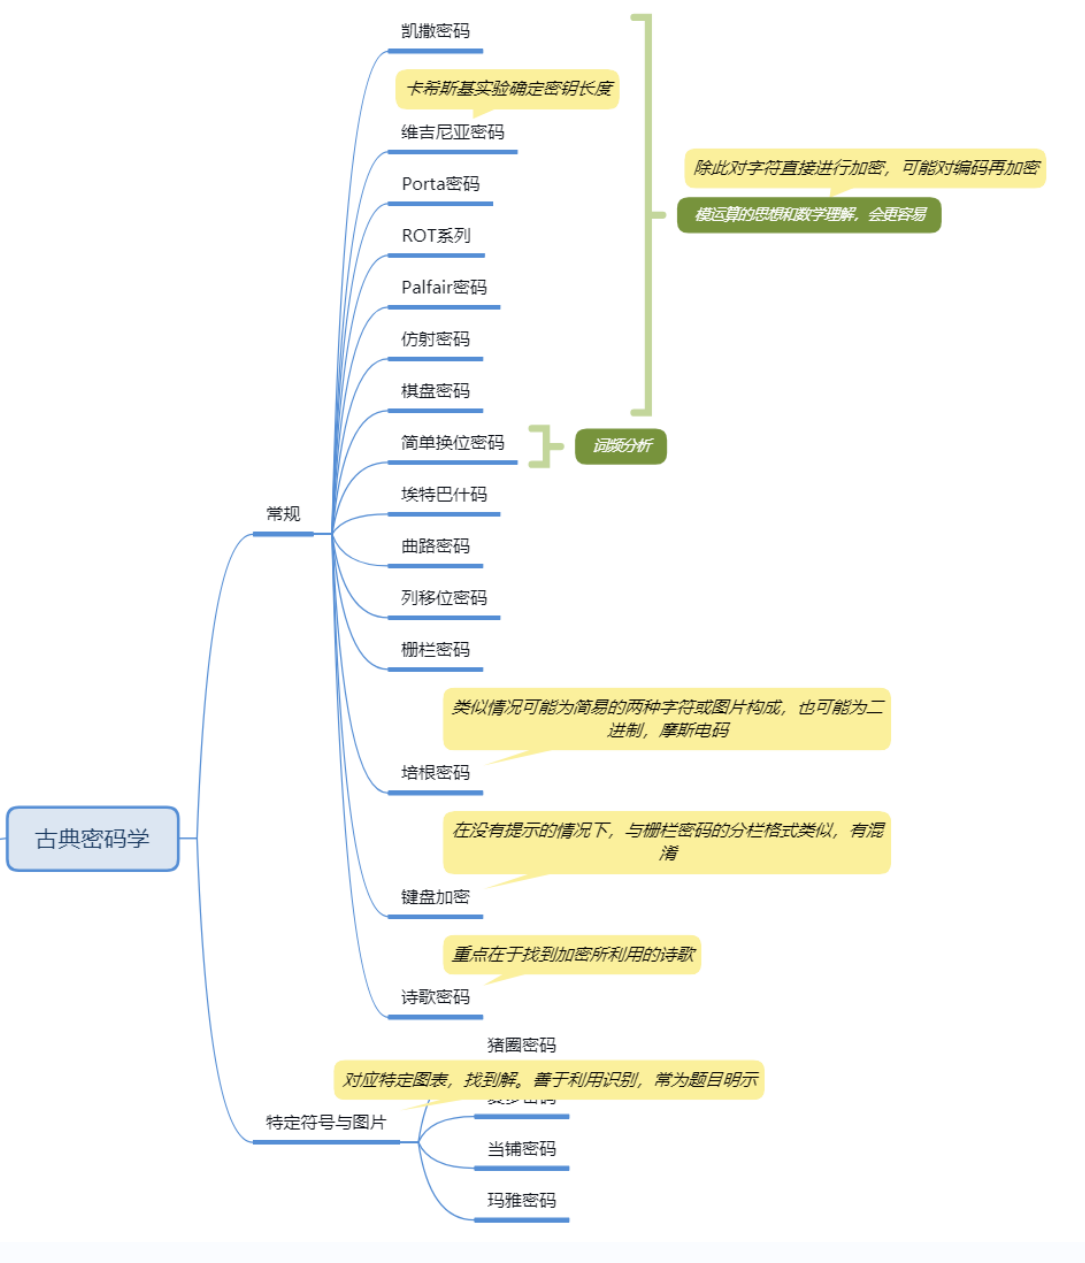 凯撒密码
卡希斯基实验确定密钥长度
维吉尼亚密码
除此对字符直接进行加密，可能对编码再加密
Porta密码
模运算的思想和数学理解，会更容易
ROT系列
Palfair密码
仿射密码
棋盘密码
简单换位密码
词频分析
埃特巴什码
常规
曲路密码
列移位密码
栅栏密码
类似情况可能为简易的两种字符或图片构成，也可能为二
进制，摩斯电码
培根密码
古典密码学
在没有提示的情况下，与栅栏密码的分栏格式类似，有混
淆
键盘加密
重点在于找到加密所利用的诗歌
诗歌密码
猪圈密码
对应特定图表，找到解。善于利用识别，常为题目明示
特定符号与图片
当铺密码
玛雅密码